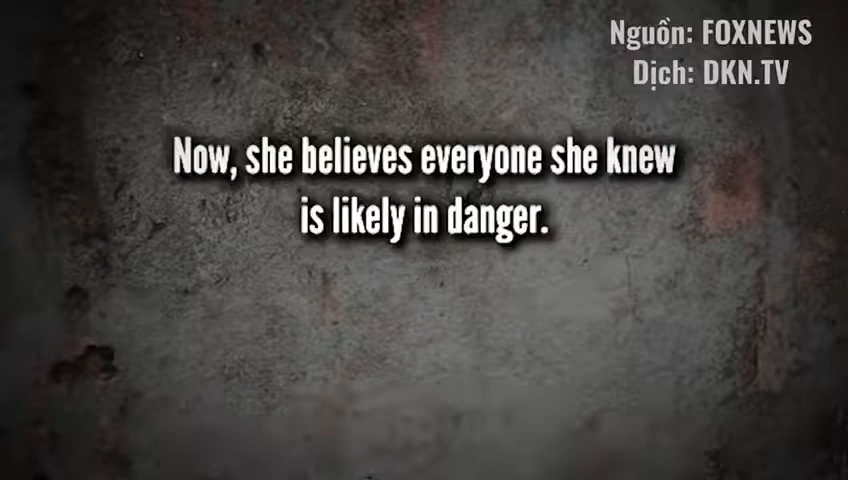 Nguồn: FOXNEWS
Dịch: DKN.TV
Now, she believes everyone she knew
is likely in danger.